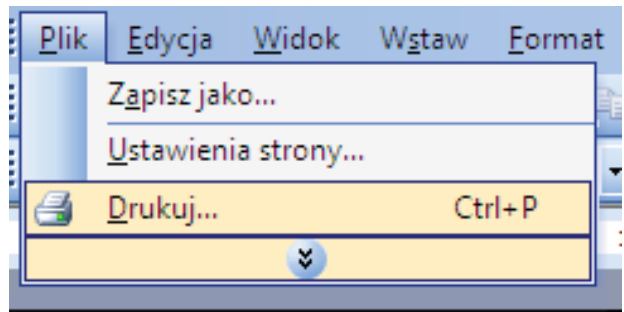 Plik Edycja Widok Wstaw Format
Zapisz jako...
Ustawienia strony...
Drukuj... Ctrl+P